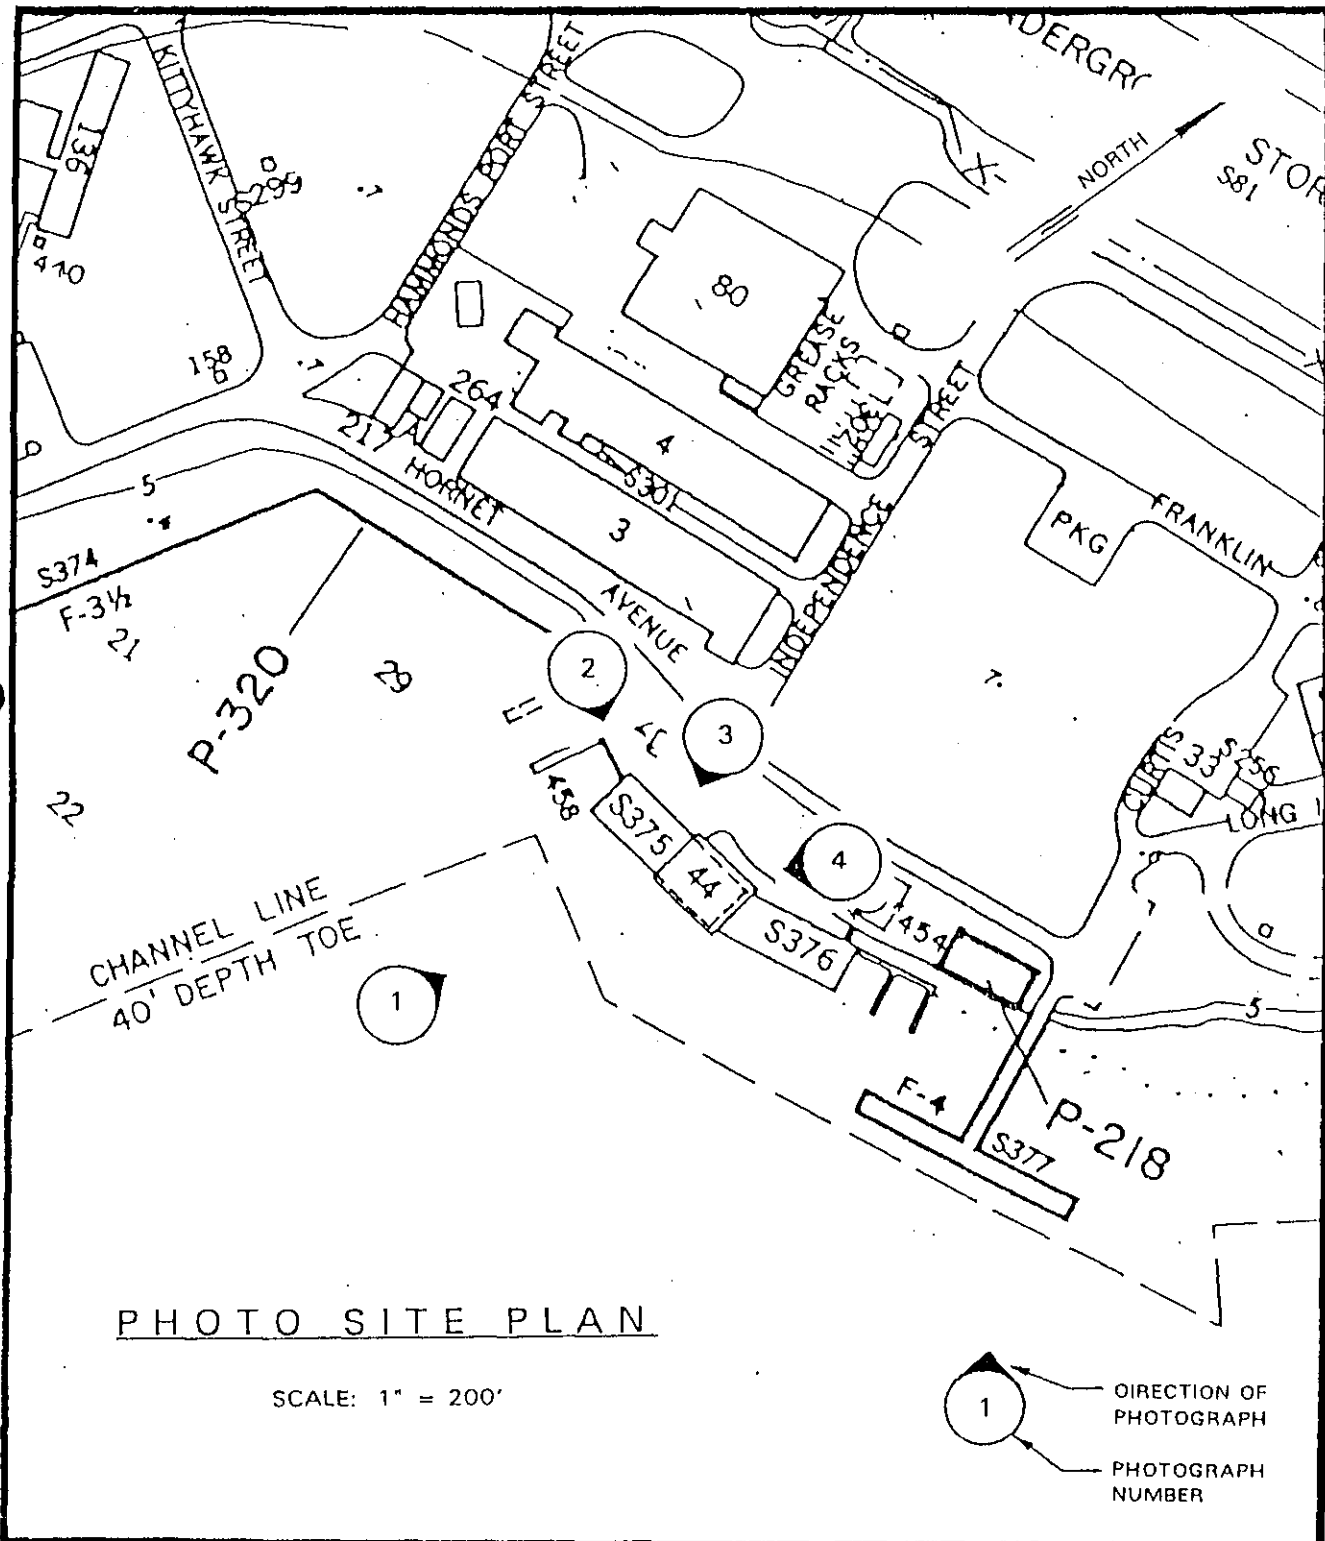 DERGR
NORTH
STOR
S81
KITTYHAWK STREET
HAMMONDS PORT STREET
136
S299
.1
410
80
GREASE
RACKS
158
.1
264
217
A
4
S301
3
HORNET
AVENUE
INDEPENDENCE STREET
FRANKLIN
PKG
5
S374
F-3½
21
29
P-320
22
2
3
458
S375
44
4
S376
454
7.
CURTIS
33
S256
LONG
5
CHANNEL LINE
40' DEPTH TOE
1
F-4
S377
P-218
PHOTO SITE PLAN
SCALE: 1" = 200'
1
DIRECTION OF
PHOTOGRAPH
PHOTOGRAPH
NUMBER